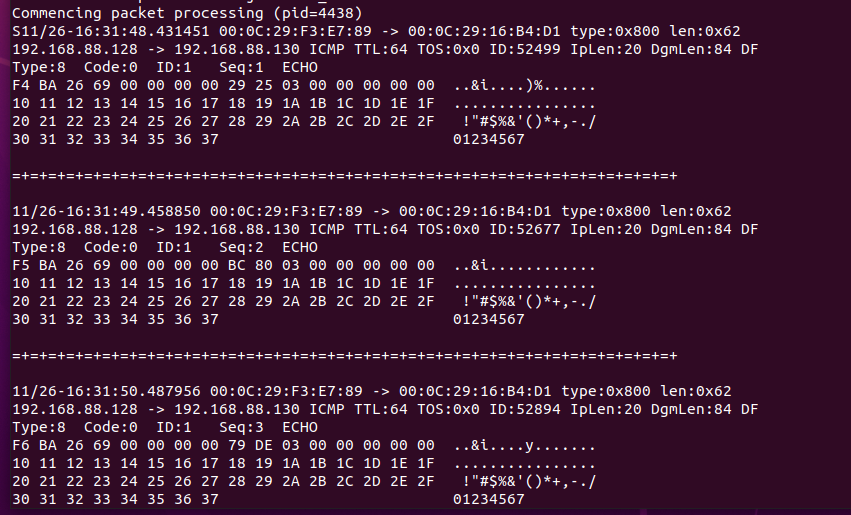 Commencing packet processing (pid=4438)
S11/26-16:31:48.431451 00:0C:29:F3:E7:89 -> 00:0C:29:16:B4:D1 type:0x800 len:0x62
192.168.88.128 -> 192.168.88.130 ICMP TTL:64 TOS:0x0 ID:52499 IpLen:20 DgmLen:84 DF
Type:8  Code:0  ID:1   Seq:1  ECHO
F4 BA 26 69 00 00 00 00 29 25 03 00 00 00 00 00  ..&i....)%......
10 11 12 13 14 15 16 17 18 19 1A 1B 1C 1D 1E 1F  ................
20 21 22 23 24 25 26 27 28 29 2A 2B 2C 2D 2E 2F   !"#$%&'()*+,-./
30 31 32 33 34 35 36 37                          01234567
=+=+=+=+=+=+=+=+=+=+=+=+=+=+=+=+=+=+=+=+=+=+=+=+=+=+=+=+=+=+=+=+=+=+=+=+=+
11/26-16:31:49.458850 00:0C:29:F3:E7:89 -> 00:0C:29:16:B4:D1 type:0x800 len:0x62
192.168.88.128 -> 192.168.88.130 ICMP TTL:64 TOS:0x0 ID:52677 IpLen:20 DgmLen:84 DF
Type:8  Code:0  ID:1   Seq:2  ECHO
F5 BA 26 69 00 00 00 00 BC 80 03 00 00 00 00 00  ..&i............
10 11 12 13 14 15 16 17 18 19 1A 1B 1C 1D 1E 1F  ................
20 21 22 23 24 25 26 27 28 29 2A 2B 2C 2D 2E 2F   !"#$%&'()*+,-./
30 31 32 33 34 35 36 37                          01234567
=+=+=+=+=+=+=+=+=+=+=+=+=+=+=+=+=+=+=+=+=+=+=+=+=+=+=+=+=+=+=+=+=+=+=+=+=+
11/26-16:31:50.487956 00:0C:29:F3:E7:89 -> 00:0C:29:16:B4:D1 type:0x800 len:0x62
192.168.88.128 -> 192.168.88.130 ICMP TTL:64 TOS:0x0 ID:52894 IpLen:20 DgmLen:84 DF
Type:8  Code:0  ID:1   Seq:3  ECHO
F6 BA 26 69 00 00 00 00 79 DE 03 00 00 00 00 00  ..&i....y.......
10 11 12 13 14 15 16 17 18 19 1A 1B 1C 1D 1E 1F  ................
20 21 22 23 24 25 26 27 28 29 2A 2B 2C 2D 2E 2F   !"#$%&'()*+,-./
30 31 32 33 34 35 36 37                          01234567